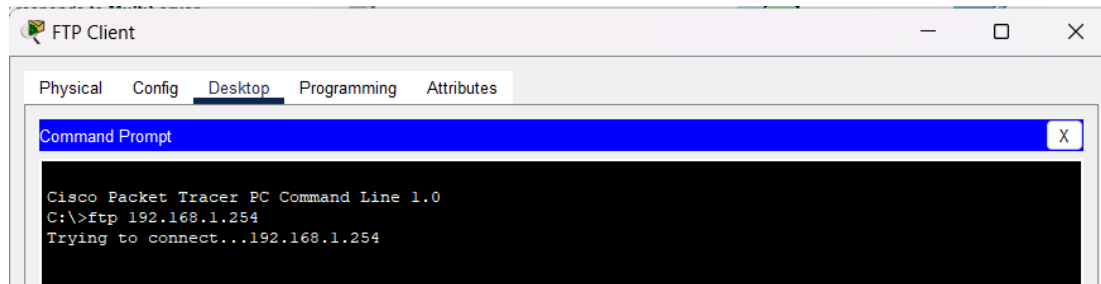 FTP Client
Physical Config Desktop Programming Attributes
Command Prompt
X
Cisco Packet Tracer PC Command Line 1.0
C:\>ftp 192.168.1.254
Trying to connect...192.168.1.254